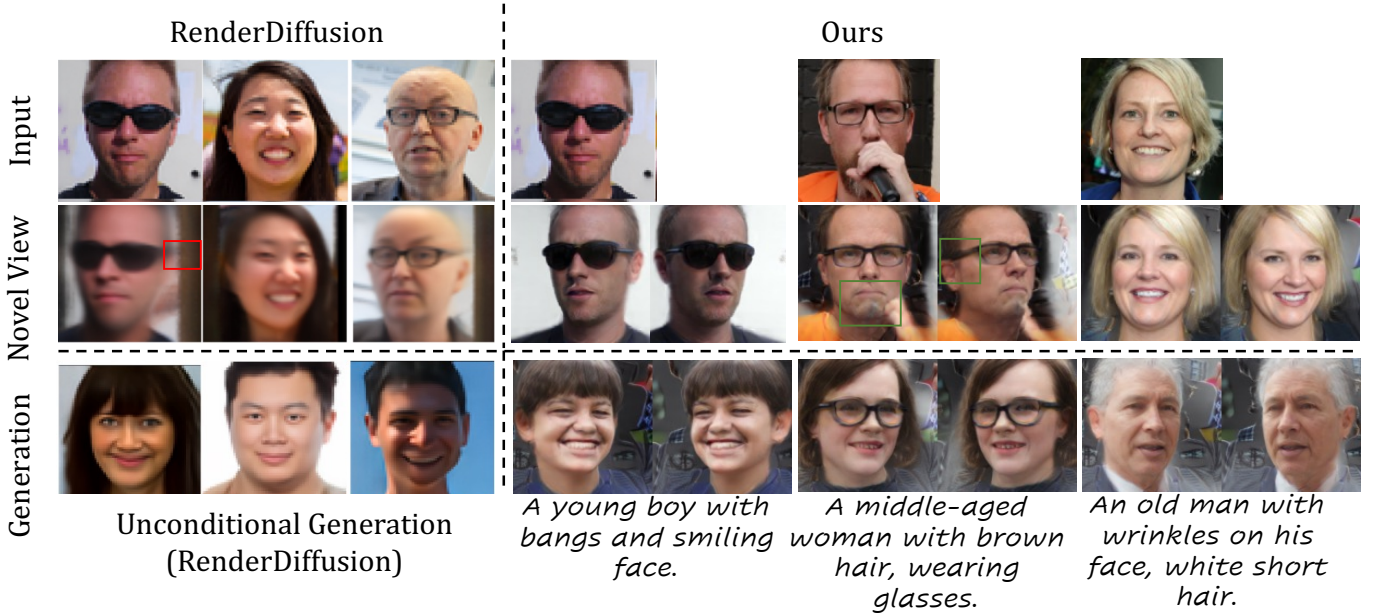 RenderDiffusion
Ours
Input
Novel View
Generation
Unconditional Generation
(RenderDiffusion)
A young boy with
bangs and smiling
face.
A middle-aged
woman with brown
hair, wearing
glasses.
An old man with
wrinkles on his
face, white short
hair.